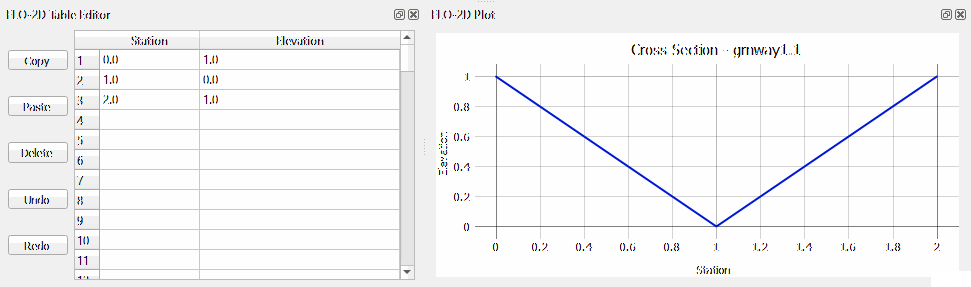 FLO-2D Table Editor
Station Elevation
Copy
Paste
Delete
Undo
Redo
1 0.0 1.0
2 1.0 0.0
3 2.0 1.0
4
5
6
7
8
9
10
11
12
FLO-2D Plot
Cross Section - grnway1_1
Elevation
1
0.8
0.6
0.4
0.2
0
0 0.2 0.4 0.6 0.8 1 1.2 1.4 1.6 1.8 2
Station